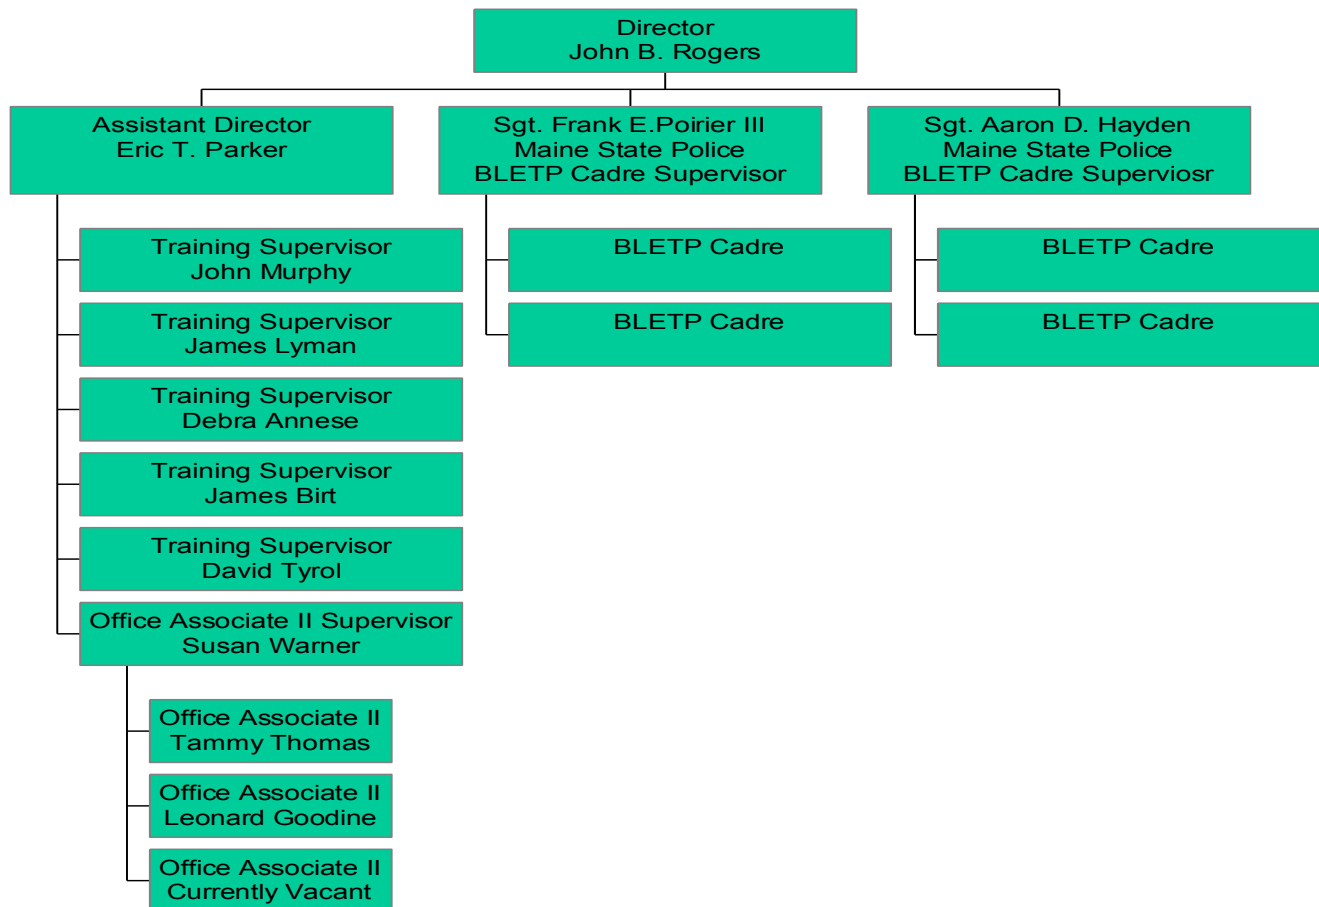 Director
John B. Rogers
Assistant Director
Eric T. Parker
Sgt. Frank E.Poirier III
Maine State Police
BLETP Cadre Supervisor
Sgt. Aaron D. Hayden
Maine State Police
BLETP Cadre Superviosr
Training Supervisor
John Murphy
BLETP Cadre
BLETP Cadre
Training Supervisor
James Lyman
BLETP Cadre
BLETP Cadre
Training Supervisor
Debra Annese
Training Supervisor
James Birt
Training Supervisor
David Tyrol
Office Associate II Supervisor
Susan Warner
Office Associate II
Tammy Thomas
Office Associate II
Leonard Goodine
Office Associate II
Currently Vacant